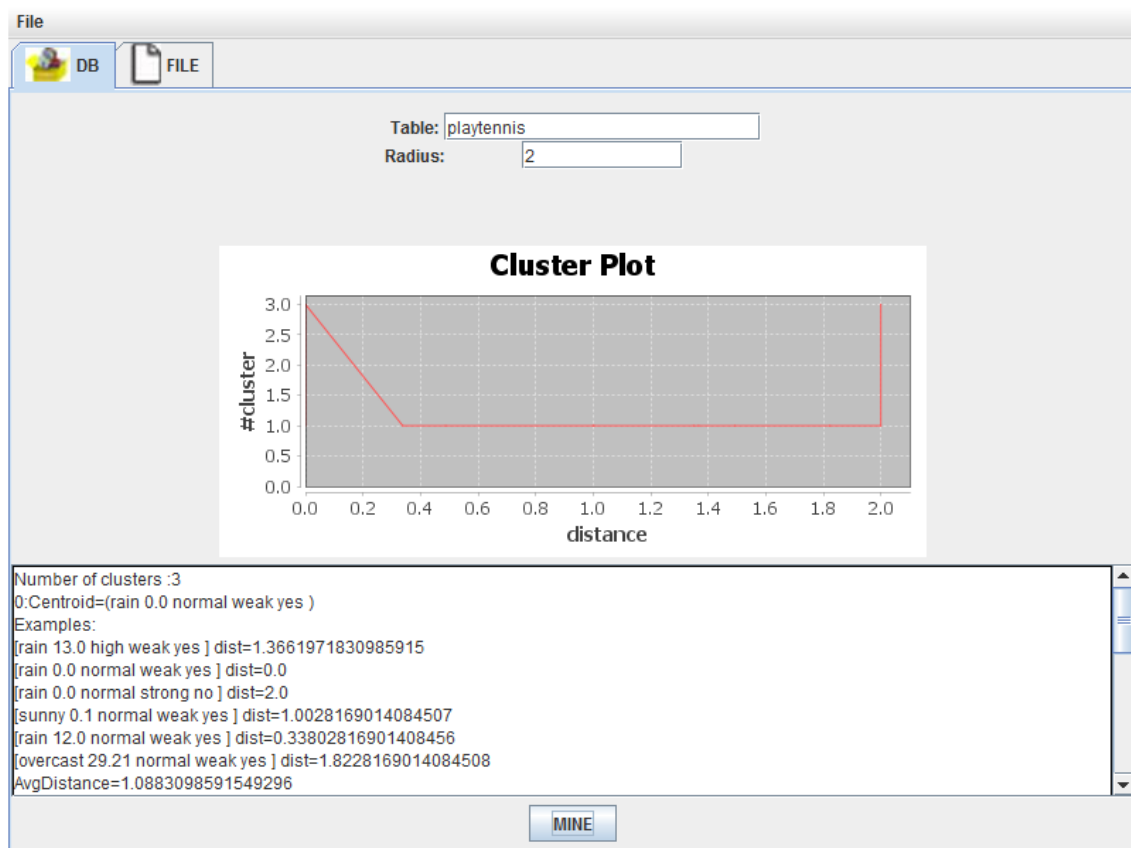 File
DB FILE
Table: playtennis
Radius: 2
Cluster Plot
3.0
2.5
2.0
1.5
1.0
0.5
0.0
#cluster
0.0 0.2 0.4 0.6 0.8 1.0 1.2 1.4 1.6 1.8 2.0
distance
Number of clusters :3
0:Centroid=(rain 0.0 normal weak yes )
Examples:
[rain 13.0 high weak yes ] dist=1.3661971830985915
[rain 0.0 normal weak yes ] dist=0.0
[rain 0.0 normal strong no ] dist=2.0
[sunny 0.1 normal weak yes ] dist=1.0028169014084507
[rain 12.0 normal weak yes ] dist=0.33802816901408456
[overcast 29.21 normal weak yes ] dist=1.8228169014084508
AvgDistance=1.0883098591549296
MINE